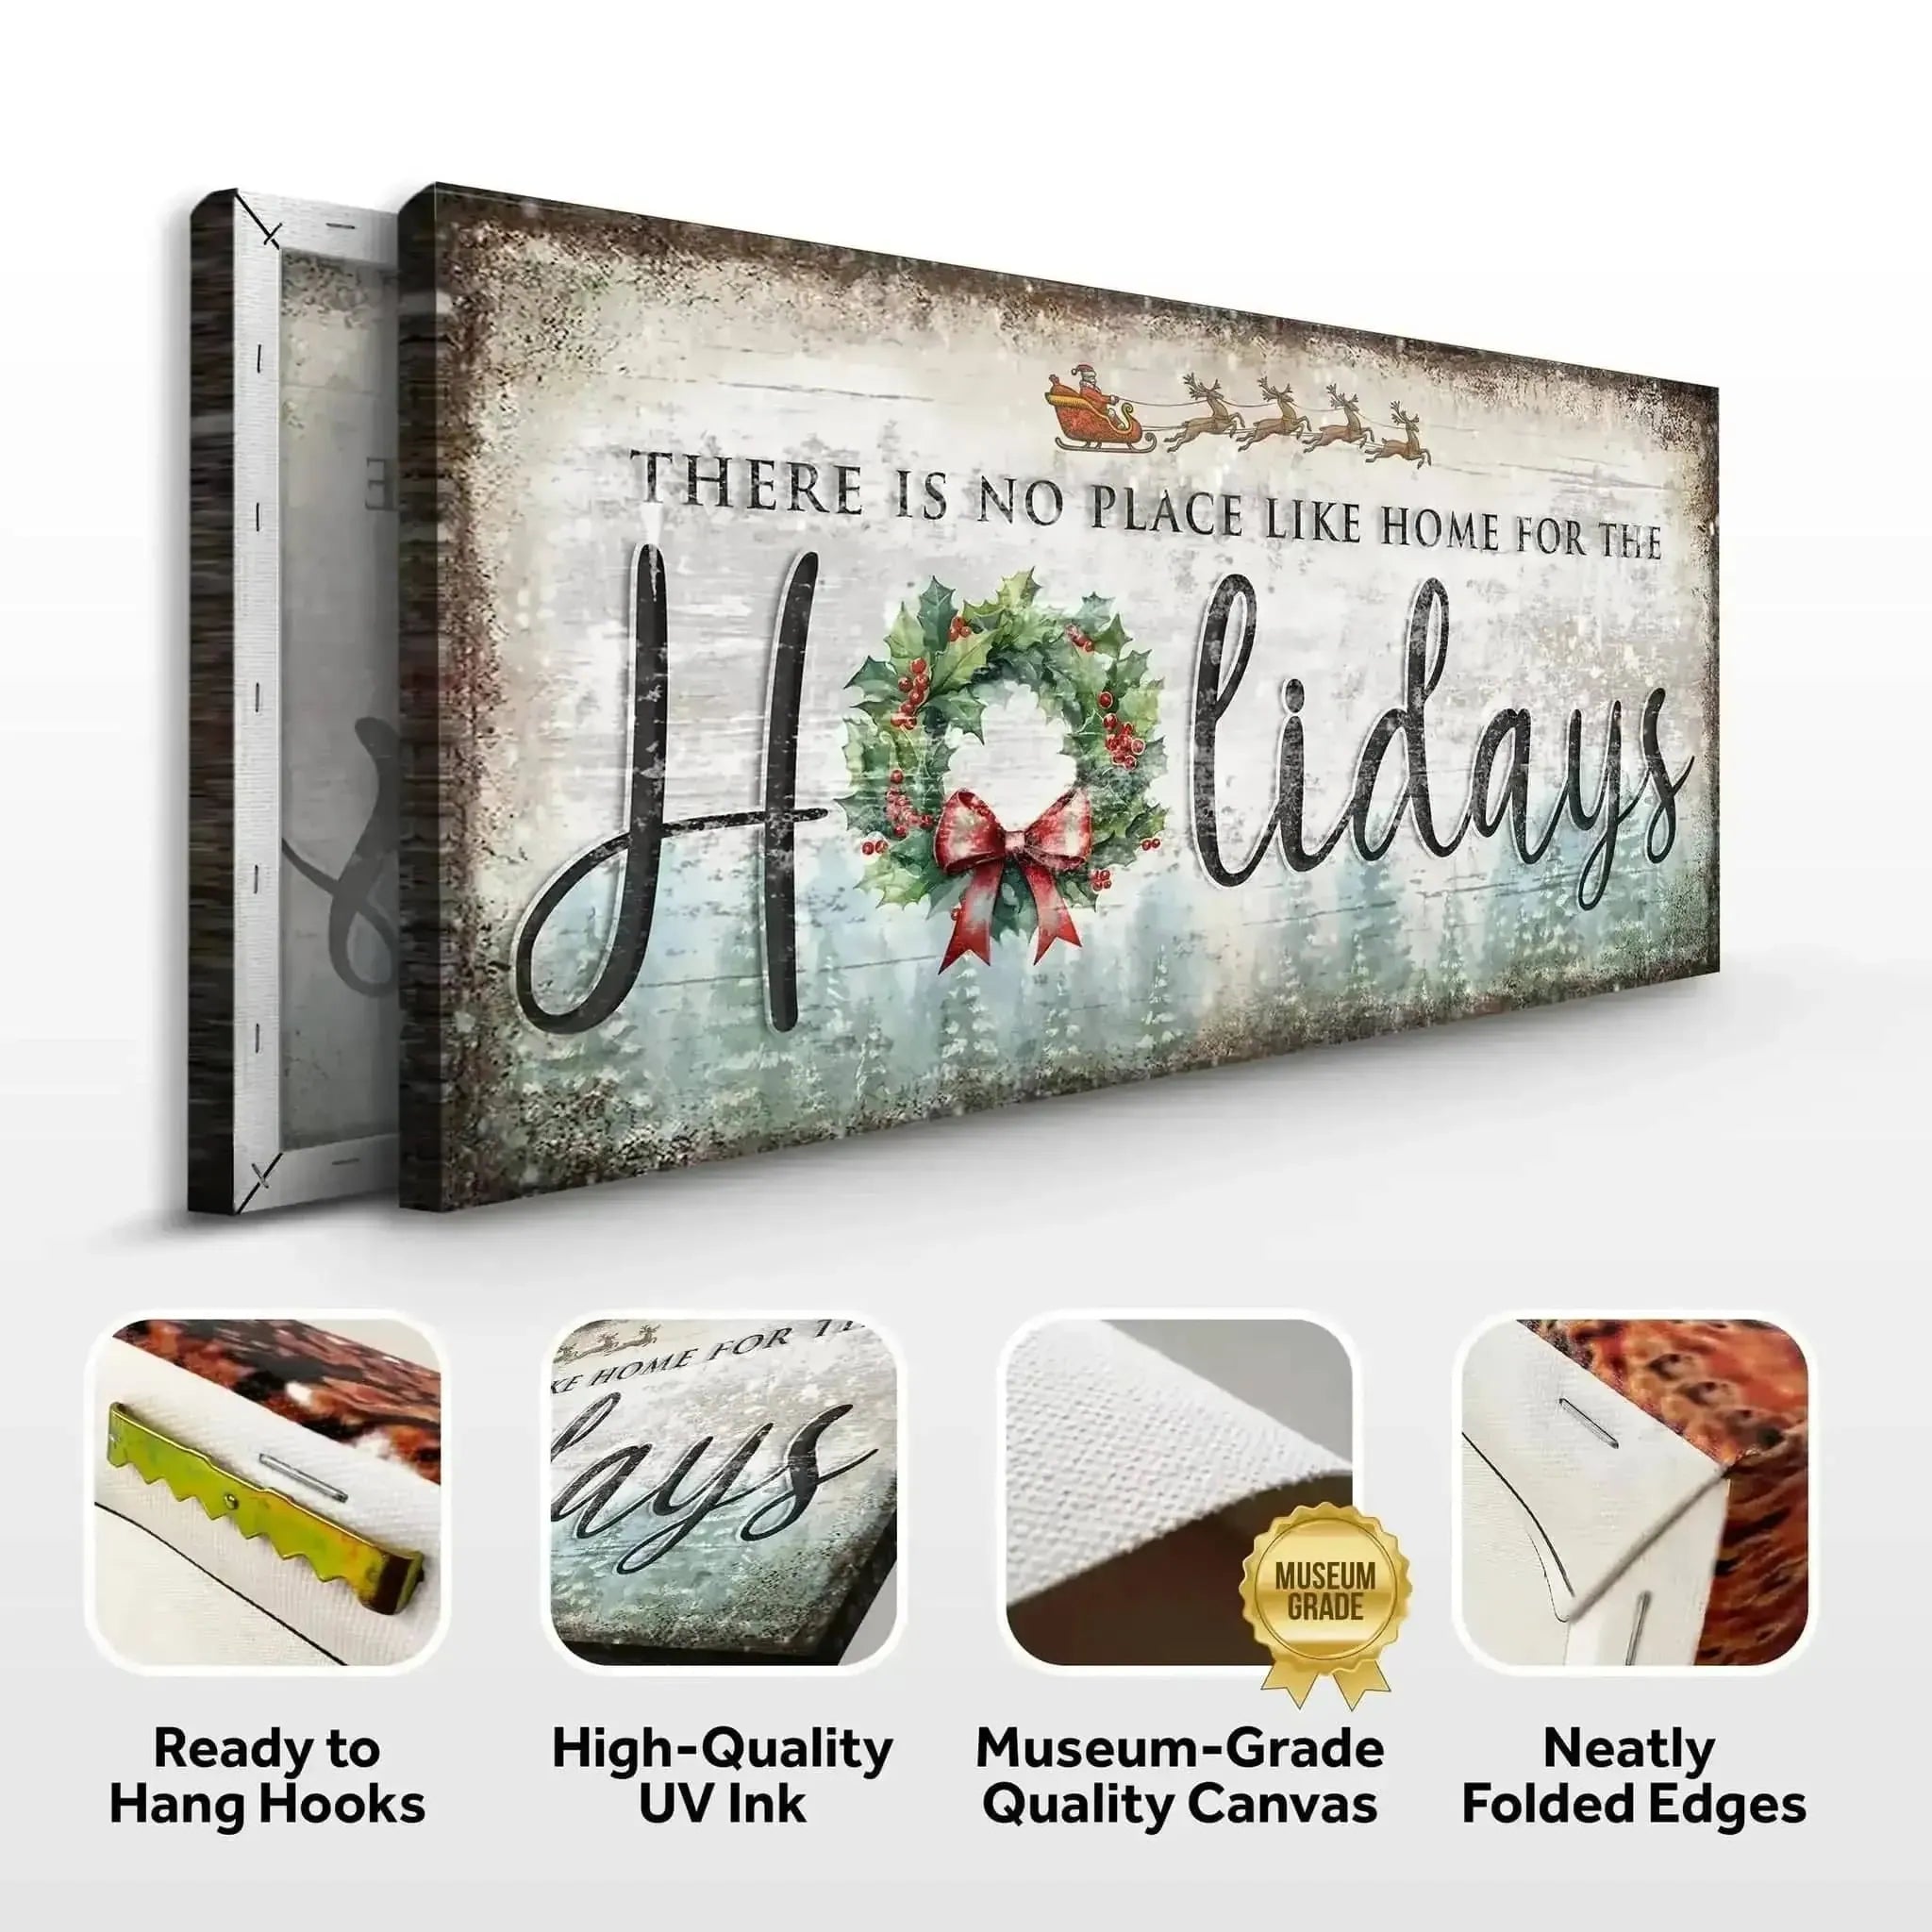 THERE IS NO PLACE LIKE HOME FOR THE
Holidays
KE HOME FOR
lays
MUSEUM
GRADE
Ready to
Hang Hooks
High-Quality
UV Ink
Museum-Grade
Quality Canvas
Neatly
Folded Edges